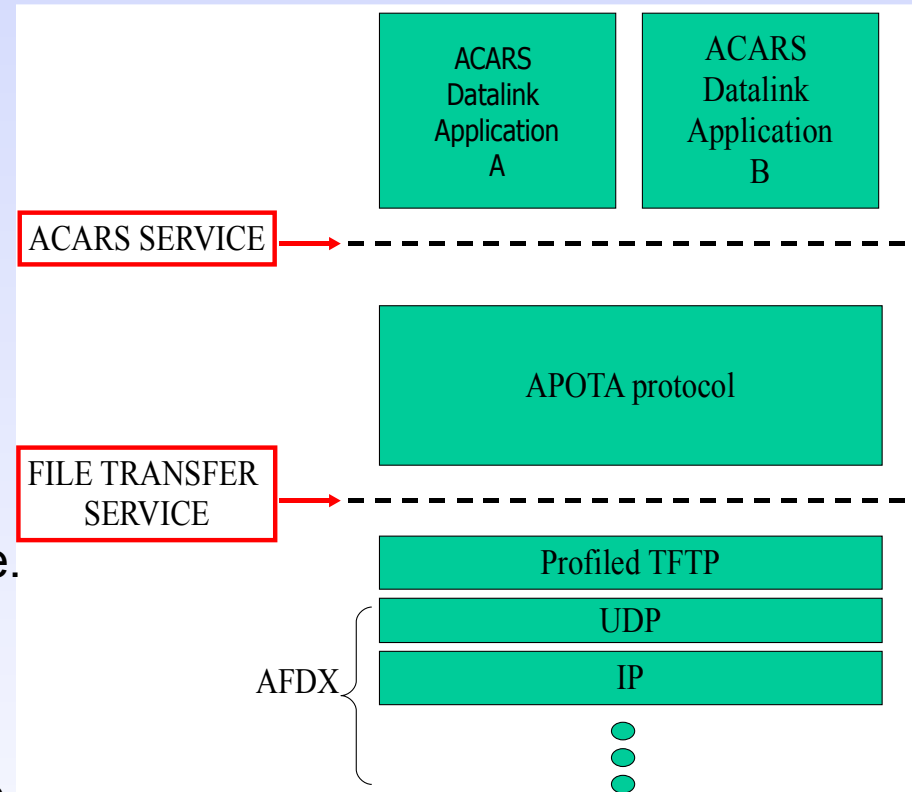 ACARS
Datalink
Application
A
ACARS
Datalink
Application
B
ACARS SERVICE
APOTA protocol
FILE TRANSFER
SERVICE
e.
Profiled TFTP
UDP
AFDX
IP